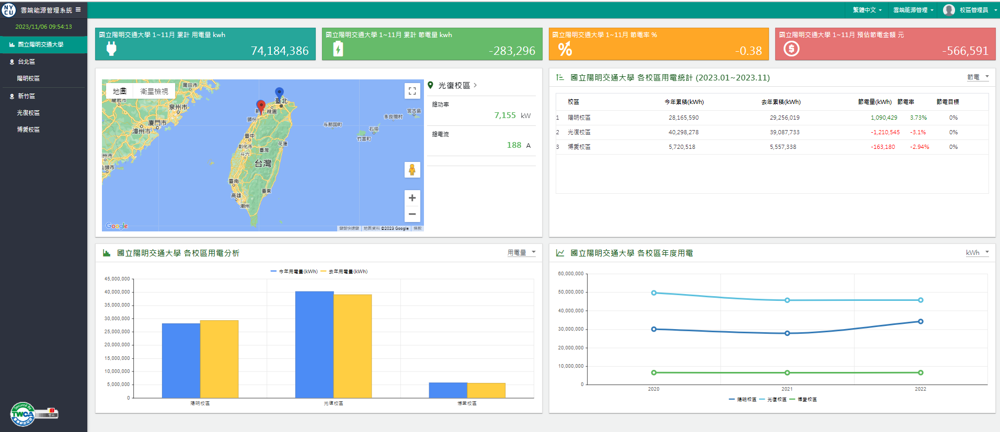 NYCU
雲端能源管理系統
繁體中文
雲端能源管理
校區管理員
2023/11/06 09:54:13
國立陽明交通大學
台北區
陽明校區
新竹區
光復校區
博愛校區
國立陽明交通大學 1~11月 累計 用電量 kwh
74,184,386
國立陽明交通大學 1~11月 累計 節電量 kwh
-283,296
國立陽明交通大學 1~11月 節電率 %
-0.38
國立陽明交通大學 1~11月 預估節電金額 元
-566,591
地圖
衛星檢視
莆田市
龍岩市
泉州市
廈門市
漳州市
汕頭市
臺北
桃園
頭份
臺中
彰化市
斗六
花蓮
臺灣
台灣
臺南
高雄
臺東
潮州
与那国町
石垣
竹富町
多良間村
宮古島
Google
鍵盤快速鍵
地圖資料 ©2023 Google
條款
光復校區
總功率
7,155 kW
總電流
188 A
國立陽明交通大學 各校區用電統計 (2023.01~2023.11)
節電
校區 今年累積(kWh) 去年累積(kWh) 節電量(kWh) 節電率 節電目標
1 陽明校區 28,165,590 29,256,019 1,090,429 3.73% 0%
2 光復校區 40,298,278 39,087,733 -1,210,545 -3.1% 0%
3 博愛校區 5,720,518 5,557,338 -163,180 -2.94% 0%
國立陽明交通大學 各校區用電分析
用電量
今年用電量(kWh) 去年用電量(kWh)
45,000,000
40,000,000
35,000,000
30,000,000
25,000,000
20,000,000
15,000,000
10,000,000
5,000,000
0
陽明校區 光復校區 博愛校區
國立陽明交通大學 各校區年度用電
kWh
60,000,000
50,000,000
40,000,000
30,000,000
20,000,000
10,000,000
0
2020 2021 2022
陽明校區 光復校區 博愛校區
Secured By
TWCA